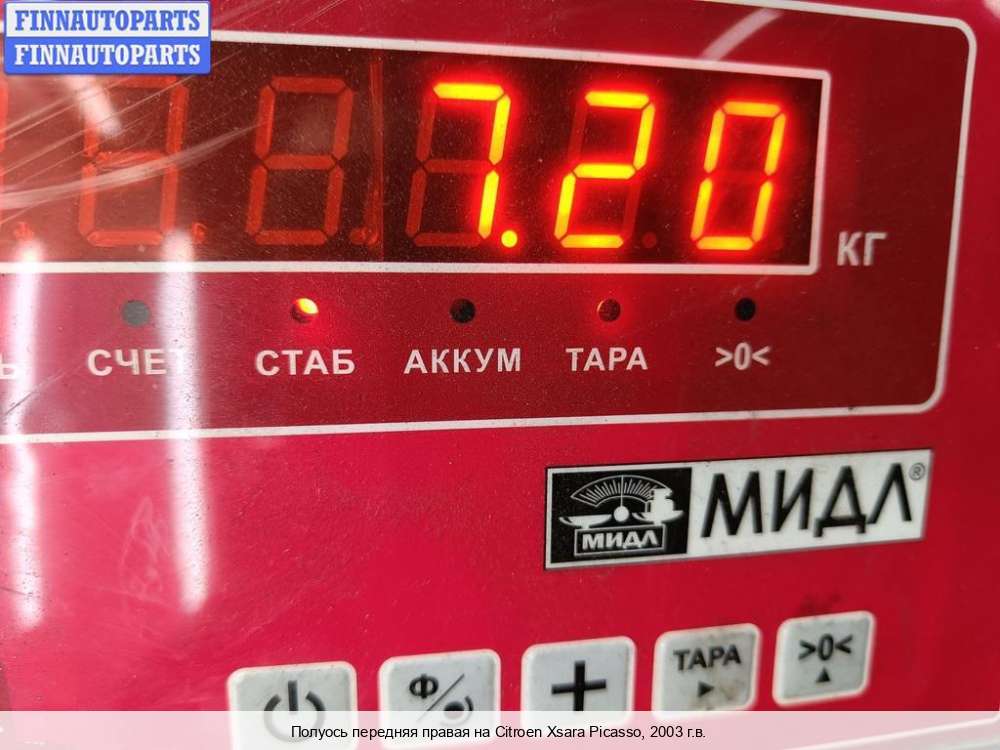 FINNAUTOPARTS
FINNAUTOPARTS
7.20
КГ
СЧЕТ СТАБ АККУМ ТАРА >0<
МИДЛ МИДЛ®
Ф ТАРА >0<
Полуось передняя правая на Citroen Xsara Picasso, 2003 г.в.